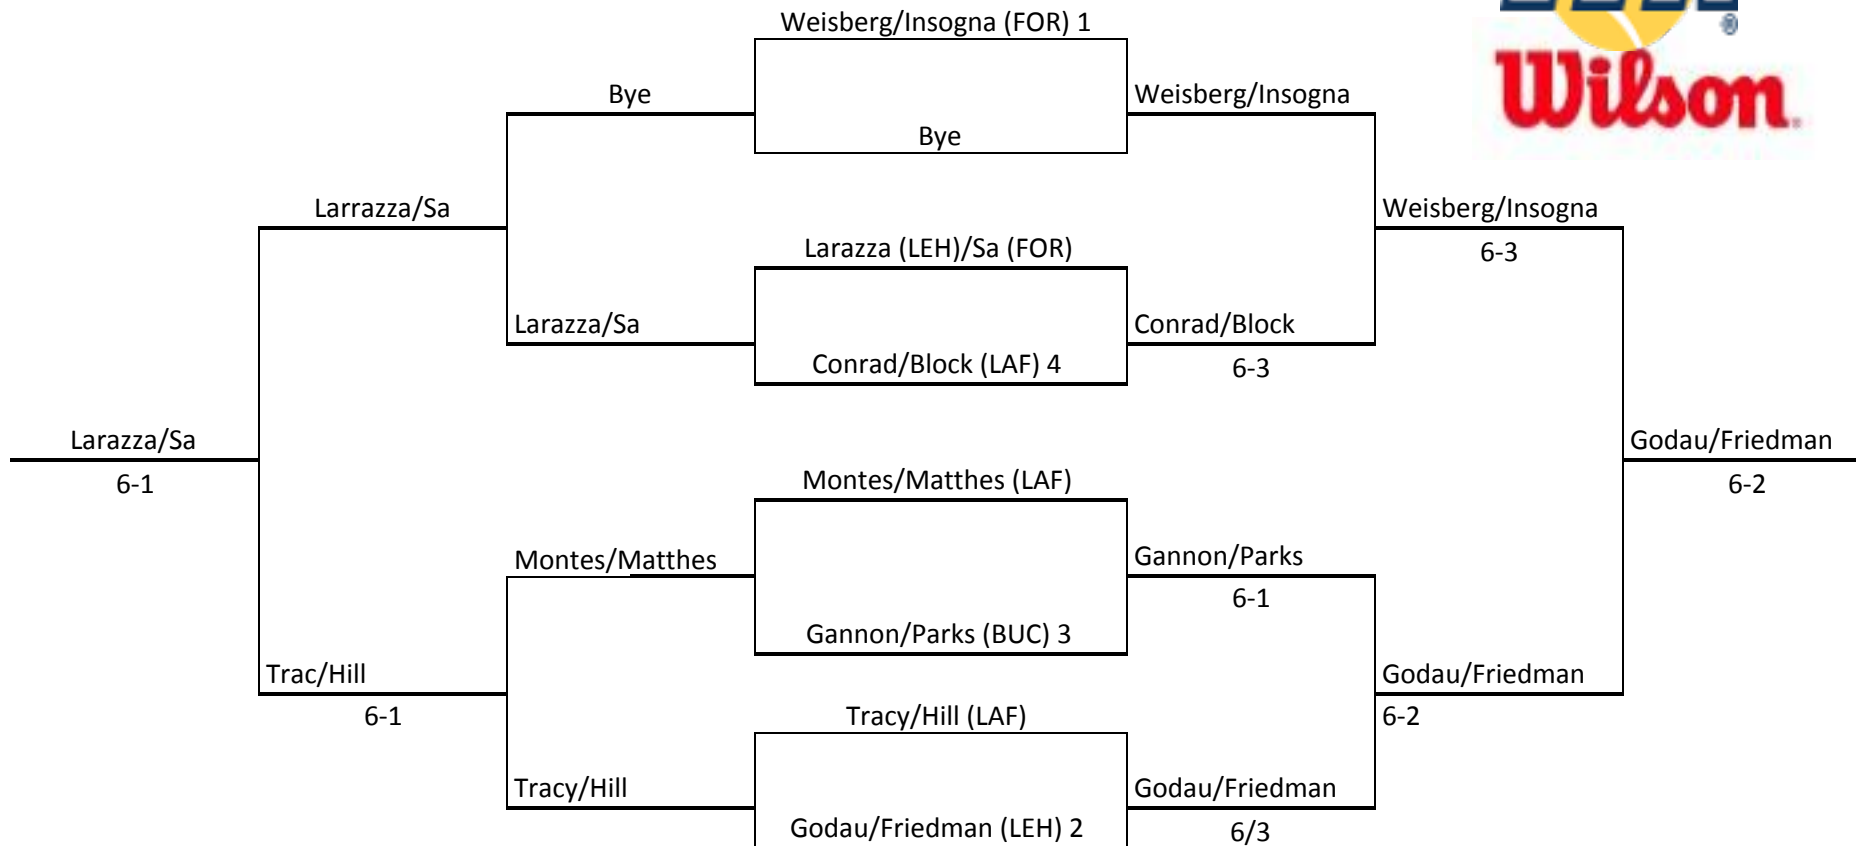 Weisberg/Insogna (FOR) 1
Bye
Weisberg/Insogna
Wilson.
®
Bye
Larrazza/Sa
Weisberg/Insogna
Larazza (LEH)/Sa (FOR)
6-3
Larazza/Sa
Conrad/Block
Conrad/Block (LAF) 4
6-3
Larazza/Sa
Godau/Friedman
6-1
Montes/Matthes (LAF)
6-2
Montes/Matthes
Gannon/Parks
6-1
Gannon/Parks (BUC) 3
Trac/Hill
Godau/Friedman
6-1
Tracy/Hill (LAF)
6-2
Tracy/Hill
Godau/Friedman
Godau/Friedman (LEH) 2
6/3